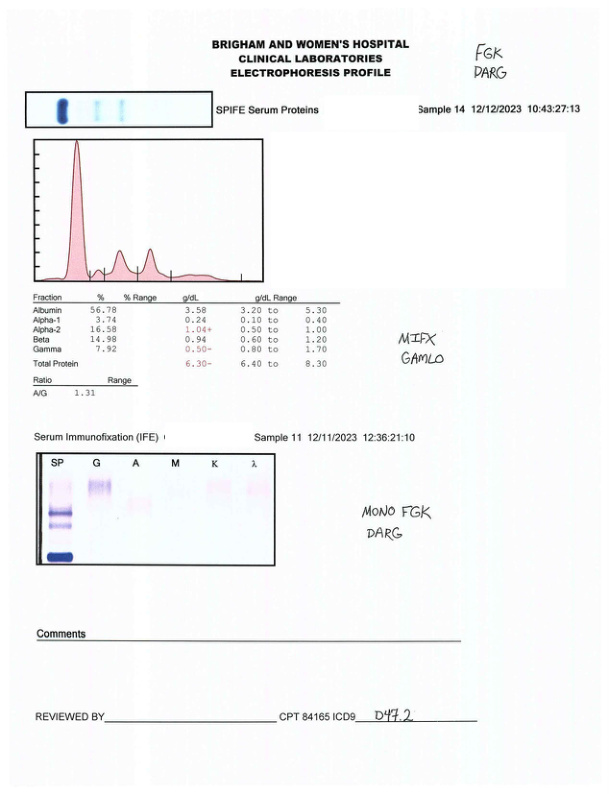 BRIGHAM AND WOMEN'S HOSPITAL
CLINICAL LABORATORIES
ELECTROPHORESIS PROFILE
FGK
DARG
SPIFE Serum Proteins Sample 14 12/12/2023 10:43:27:13
Fraction % % Range g/dL g/dL Range
Albumin 56.78 3.58 3.20 to 5.30
Alpha-1 3.74 0.24 0.10 to 0.40
Alpha-2 16.58 1.04+ 0.50 to 1.00
Beta 14.98 0.94 0.60 to 1.20
Gamma 7.92 0.50- 0.80 to 1.70
Total Protein 6.30- 6.40 to 8.30
MIFX
GAMLO
Ratio Range
A/G 1.31
Serum Immunofixation (IFE) Sample 11 12/11/2023 12:36:21:10
SP G A M K λ
MONO FGK
DARG
Comments
REVIEWED BY CPT 84165 ICD9 D47.2